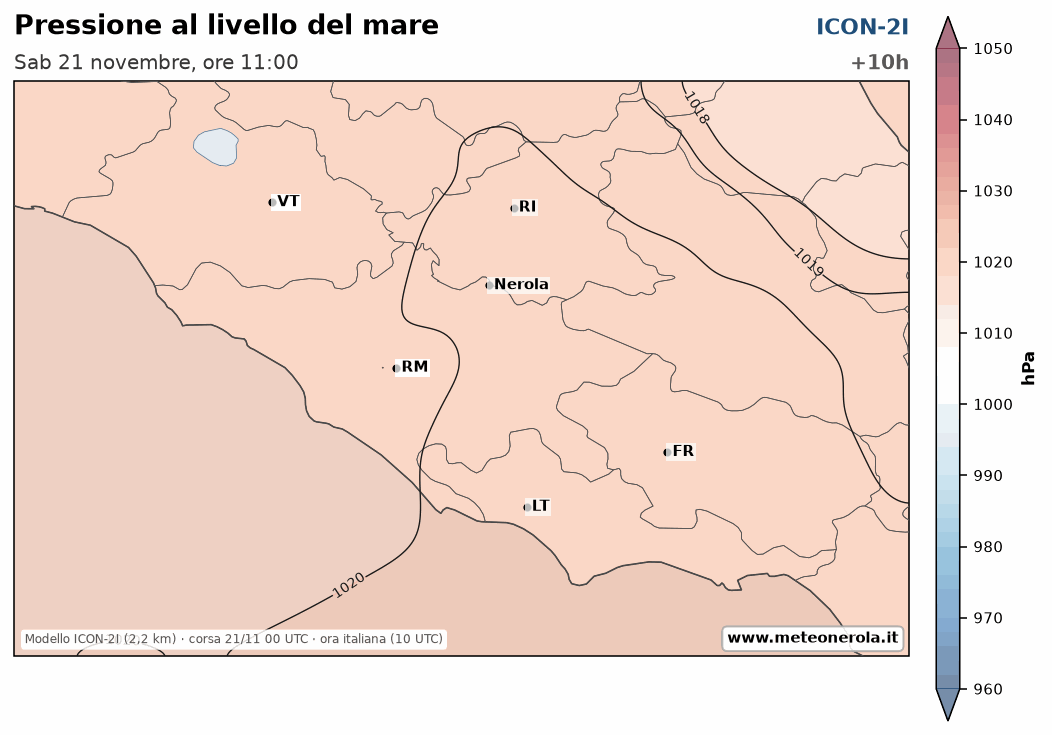 Pressione al livello del mare
ICON-2I
Sab 21 novembre, ore 11:00
+10h
1050
1040
1030
1020
1010
1000
990
980
970
960
hPa
1018
1019
1020
VT
RI
Nerola
RM
FR
LT
Modello ICON-2I (2,2 km) · corsa 21/11 00 UTC · ora italiana (10 UTC)
www.meteonerola.it